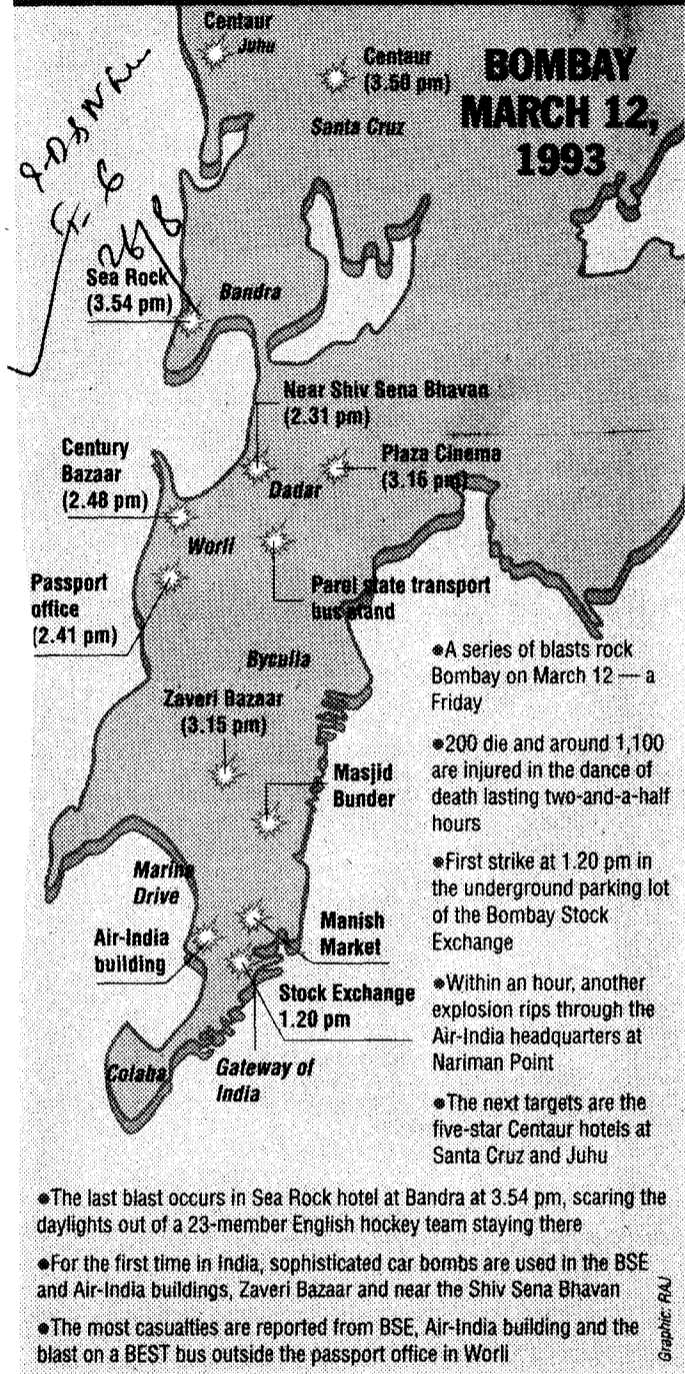 BOMBAY
MARCH 12,
1993
Centaur
Juhu
Centaur
(3.50 pm)
Santa Cruz
Sea Rock
(3.54 pm)
Bandra
Near Shiv Sena Bhavan
(2.31 pm)
Century
Bazaar
(2.48 pm)
Plaza Cinema
(3.16 pm)
Dadar
Worli
Passport
office
(2.41 pm)
Parel state transport
bus stand
Byculla
Zaveri Bazaar
(3.15 pm)
Masjid
Bunder
Marine
Drive
Air-India
building
Manish
Market
Stock Exchange
1.20 pm
Colaba
Gateway of
India
●A series of blasts rock
Bombay on March 12 — a
Friday
●200 die and around 1,100
are injured in the dance of
death lasting two-and-a-half
hours
●First strike at 1.20 pm in
the underground parking lot
of the Bombay Stock
Exchange
●Within an hour, another
explosion rips through the
Air-India headquarters at
Nariman Point
●The next targets are the
five-star Centaur hotels at
Santa Cruz and Juhu
●The last blast occurs in Sea Rock hotel at Bandra at 3.54 pm, scaring the
daylights out of a 23-member English hockey team staying there
●For the first time in India, sophisticated car bombs are used in the BSE
and Air-India buildings, Zaveri Bazaar and near the Shiv Sena Bhavan
●The most casualties are reported from BSE, Air-India building and the
blast on a BEST bus outside the passport office in Worli
Graphic: RAJ